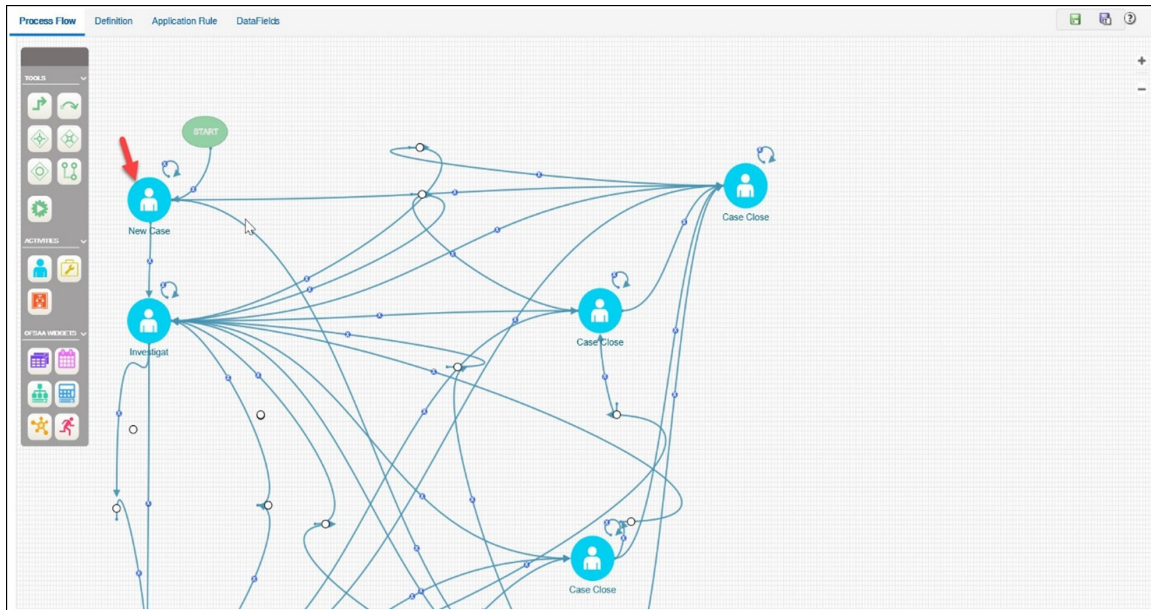 Process Flow
Definition
Application Rule
DataFields
TOOLS
START
New Case
Case Close
ACTIVITIES
Investigat
Case Close
OFSAA WIDGETS
Case Close